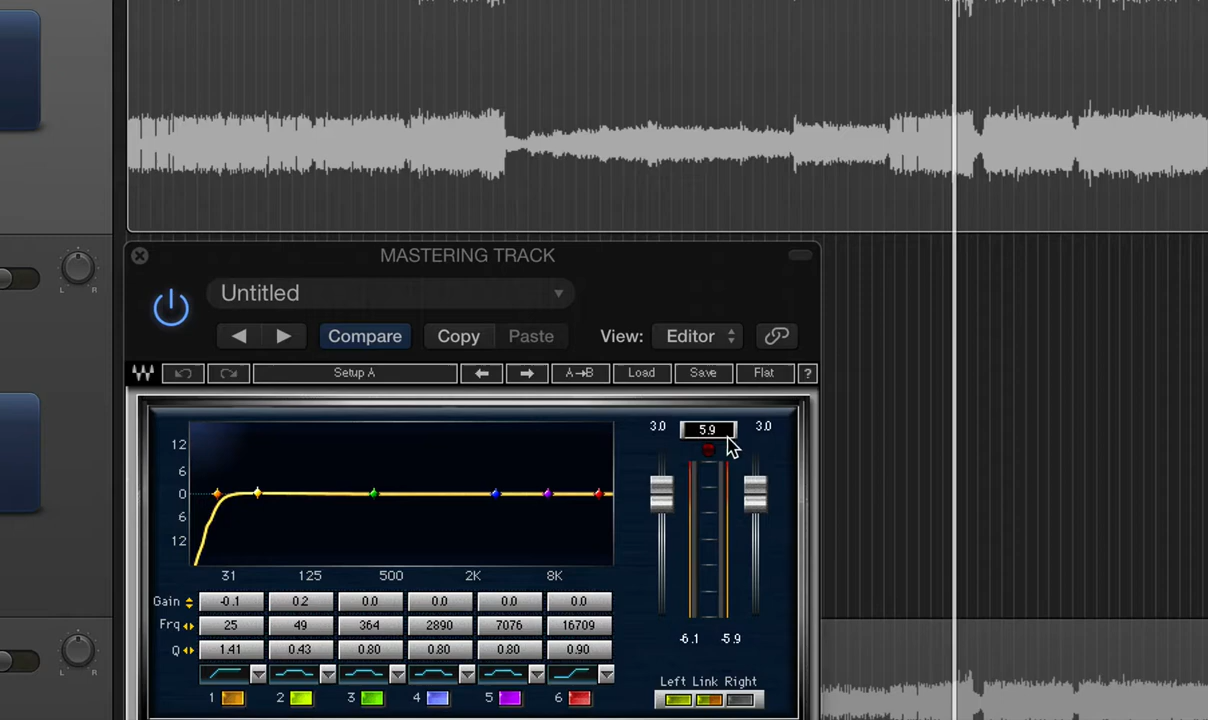 MASTERING TRACK
Untitled
Compare Copy Paste View: Editor
Setup A A→B Load Save Flat ?
3.0 5.9 3.0
12
6
0
6
12
31 125 500 2K 8K
-6.1 -5.9
Gain -0.1 0.2 0.0 0.0 0.0 0.0
Frq 25 49 364 2890 7076 16709
Q 1.41 0.43 0.80 0.80 0.80 0.90
Left Link Right
1 2 3 4 5 6
L R
L R